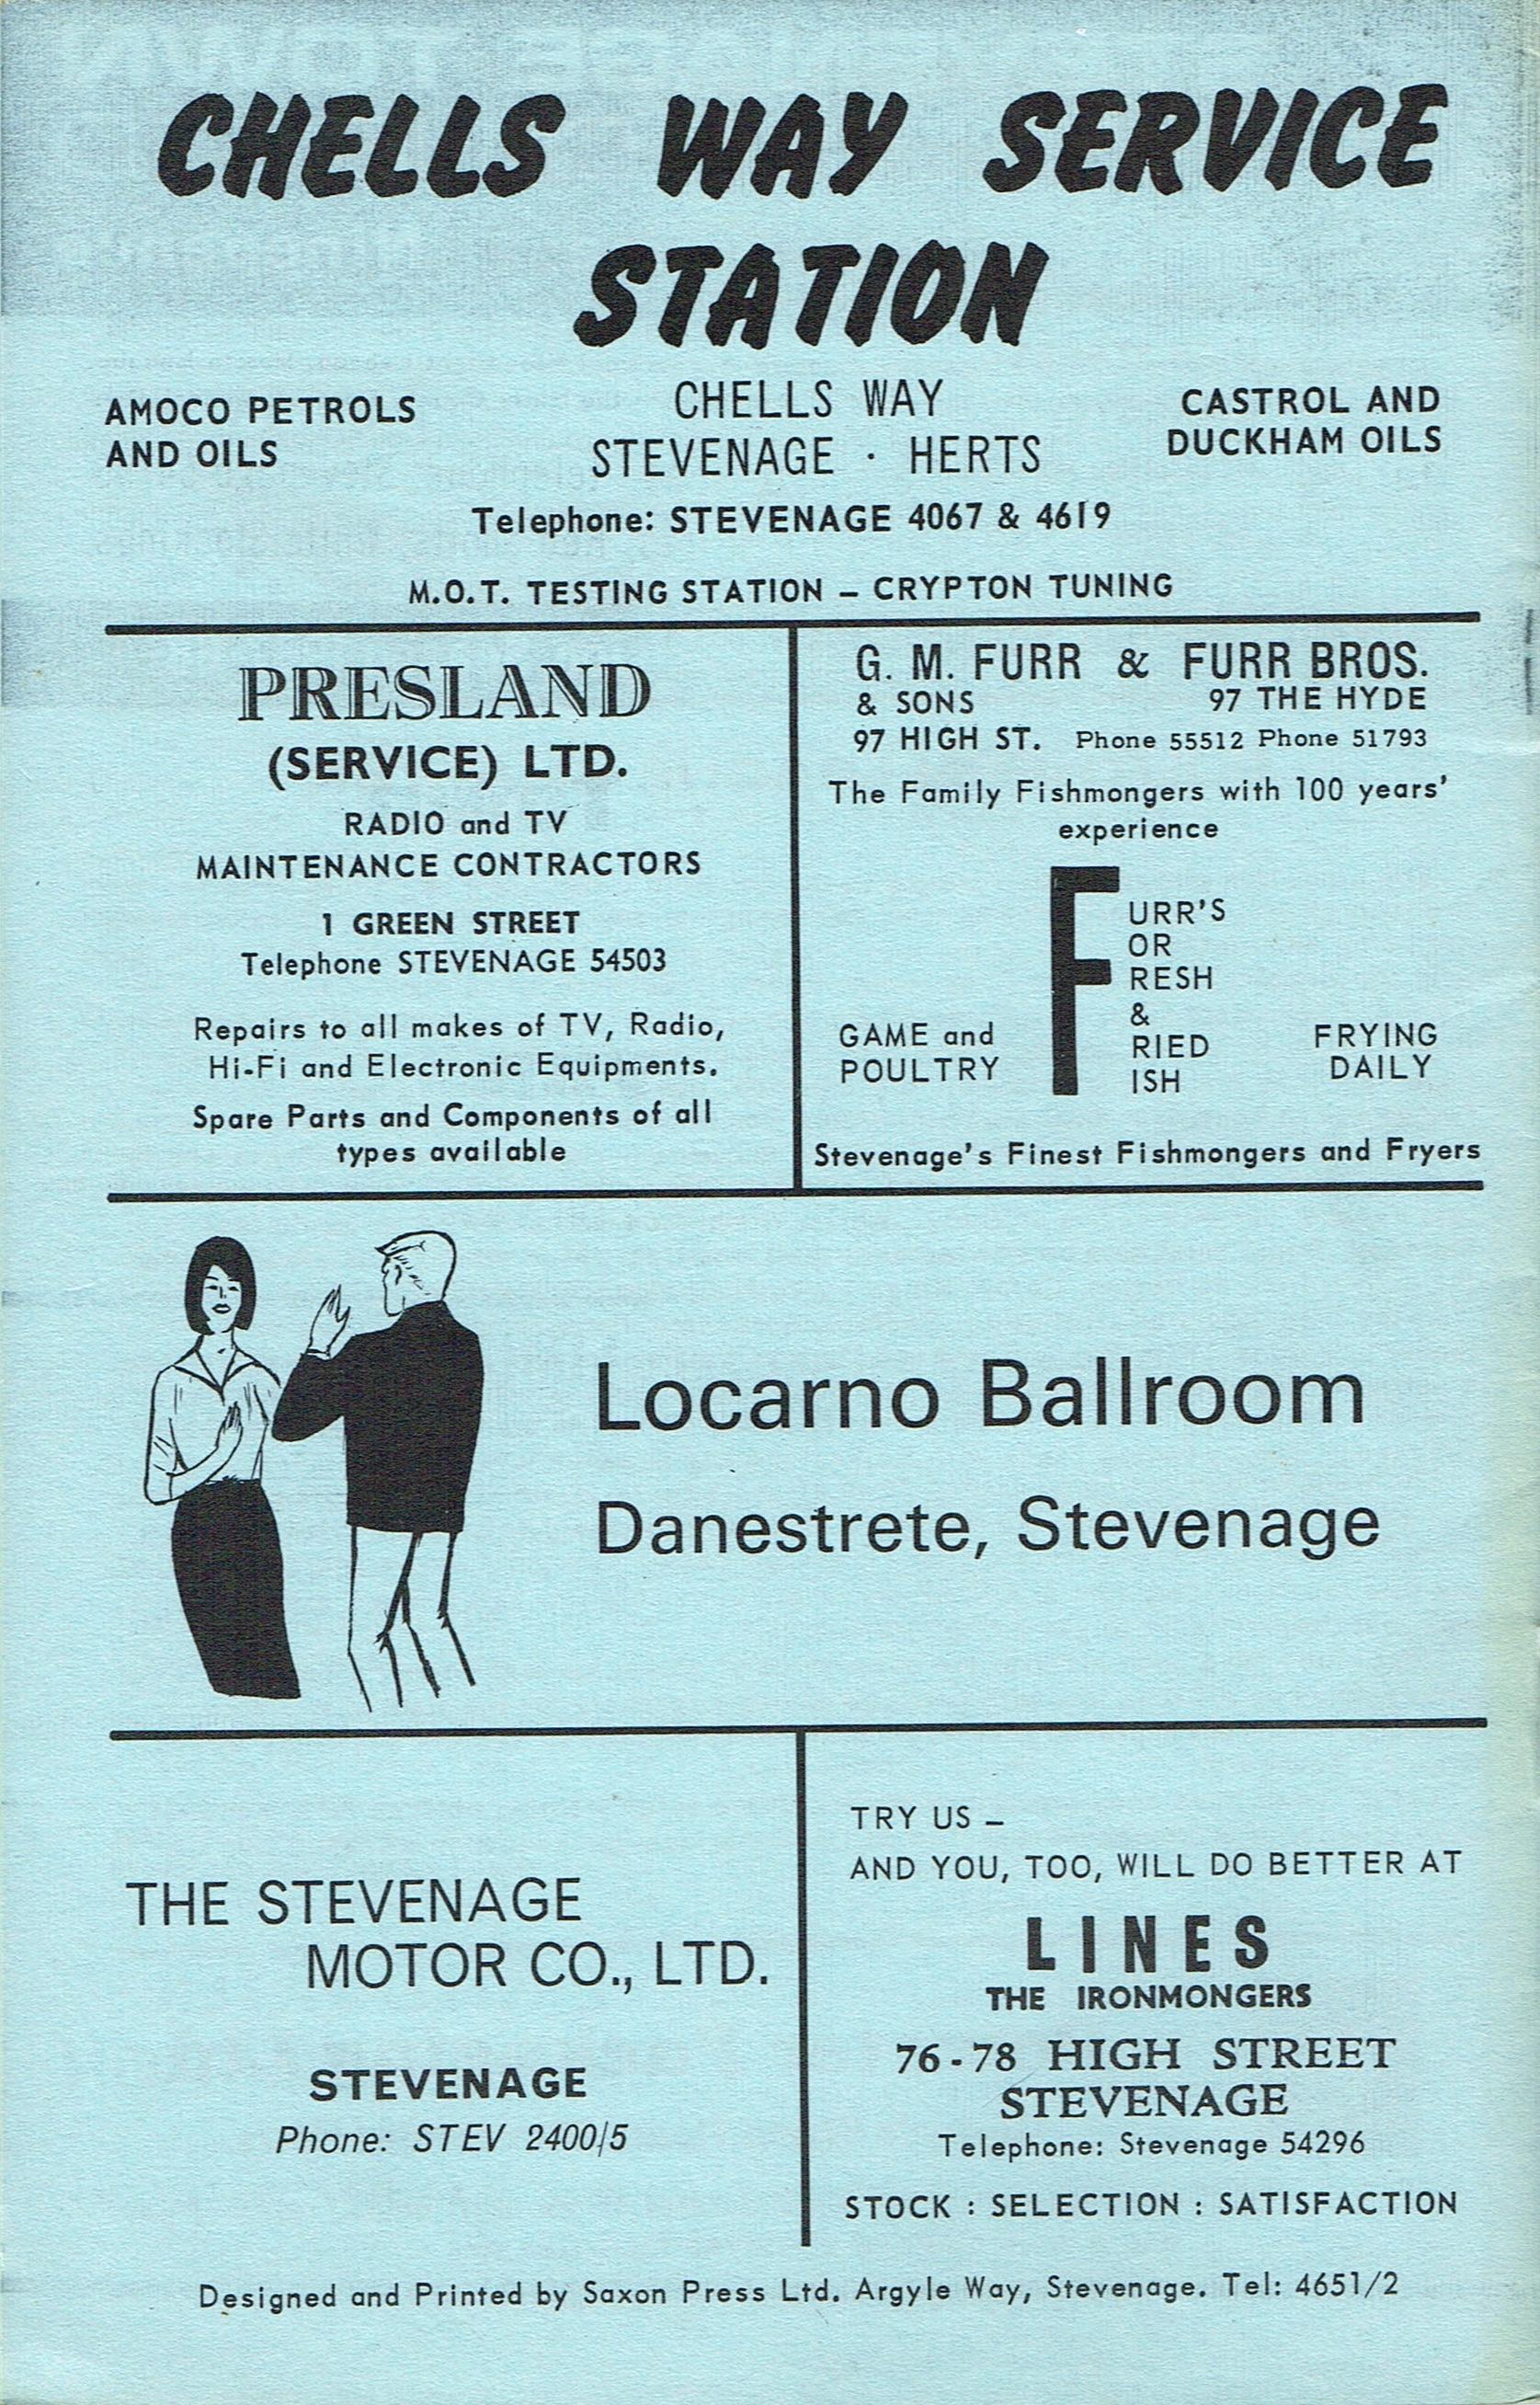 CHELLS WAY SERVICE
STATION
AMOCO PETROLS
AND OILS
CHELLS WAY
STEVENAGE · HERTS
CASTROL AND
DUCKHAM OILS
Telephone: STEVENAGE 4067 & 4619
M.O.T. TESTING STATION – CRYPTON TUNING
PRESLAND
(SERVICE) LTD.
RADIO and TV
MAINTENANCE CONTRACTORS
1 GREEN STREET
Telephone STEVENAGE 54503
Repairs to all makes of TV, Radio,
Hi-Fi and Electronic Equipments.
Spare Parts and Components of all
types available
G. M. FURR & FURR BROS.
& SONS 97 THE HYDE
97 HIGH ST. Phone 55512 Phone 51793
The Family Fishmongers with 100 years'
experience
F
URR'S
OR
RESH
&
RIED
ISH
GAME and
POULTRY
FRYING
DAILY
Stevenage's Finest Fishmongers and Fryers
Locarno Ballroom
Danestrete, Stevenage
THE STEVENAGE
MOTOR CO., LTD.
STEVENAGE
Phone: STEV 2400/5
TRY US –
AND YOU, TOO, WILL DO BETTER AT
LINES
THE IRONMONGERS
76-78 HIGH STREET
STEVENAGE
Telephone: Stevenage 54296
STOCK : SELECTION : SATISFACTION
Designed and Printed by Saxon Press Ltd. Argyle Way, Stevenage. Tel: 4651/2